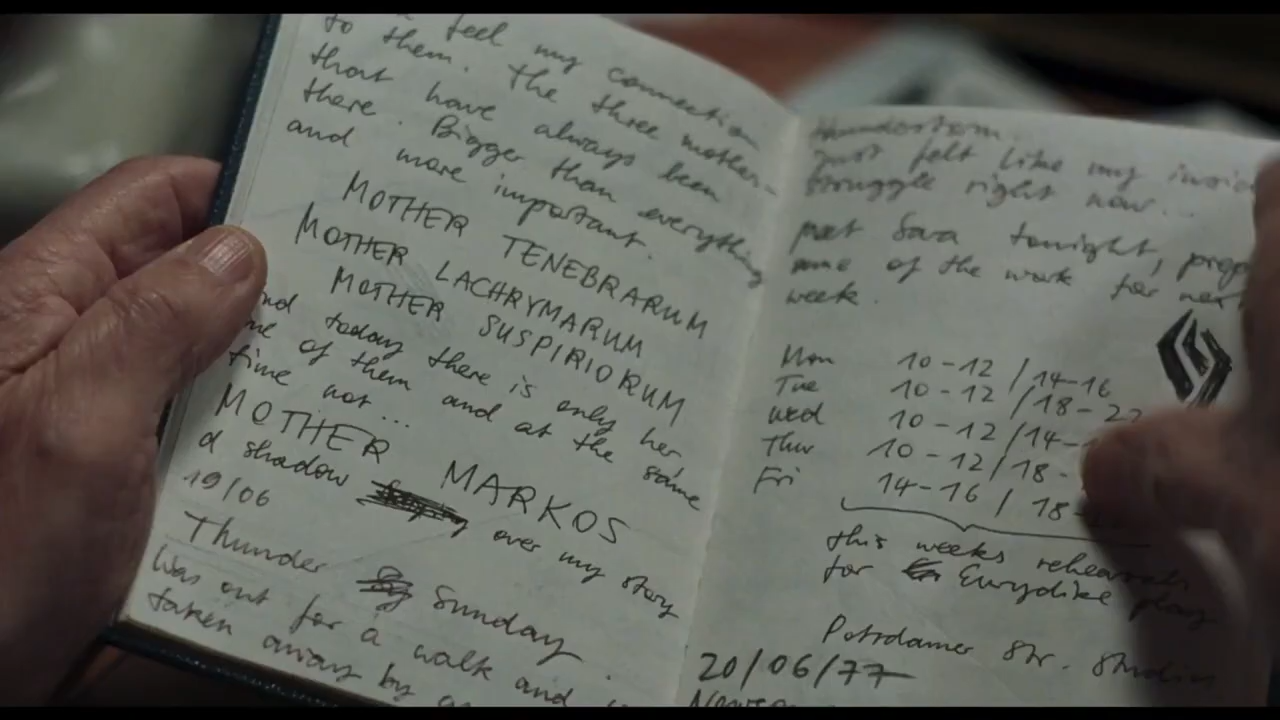 feel my connection
to them. The three mother-
that have always been
there. Bigger than everything
and more important.
MOTHER TENEBRARUM
MOTHER LACHRYMARUM
MOTHER SUSPIRIORUM
and today there is only her
one of them and at the same
time not...
MOTHER MARKOS
a shadow over my story
19/06
Thunder Sunday
Was out for a walk and
taken away by
thunderstorm.
Just felt like my
struggle right now...
meet Sara tonight,
some of the work for next
week.
Mon 10-12 / 14-16
Tue 10-12 / 18-22
Wed 10-12 / 14-
Thur 10-12 / 18-
Fri 14-16 / 18-
this weeks rehearsals
for Eurydike play
Potsdamer Str. Studios
20/06/77